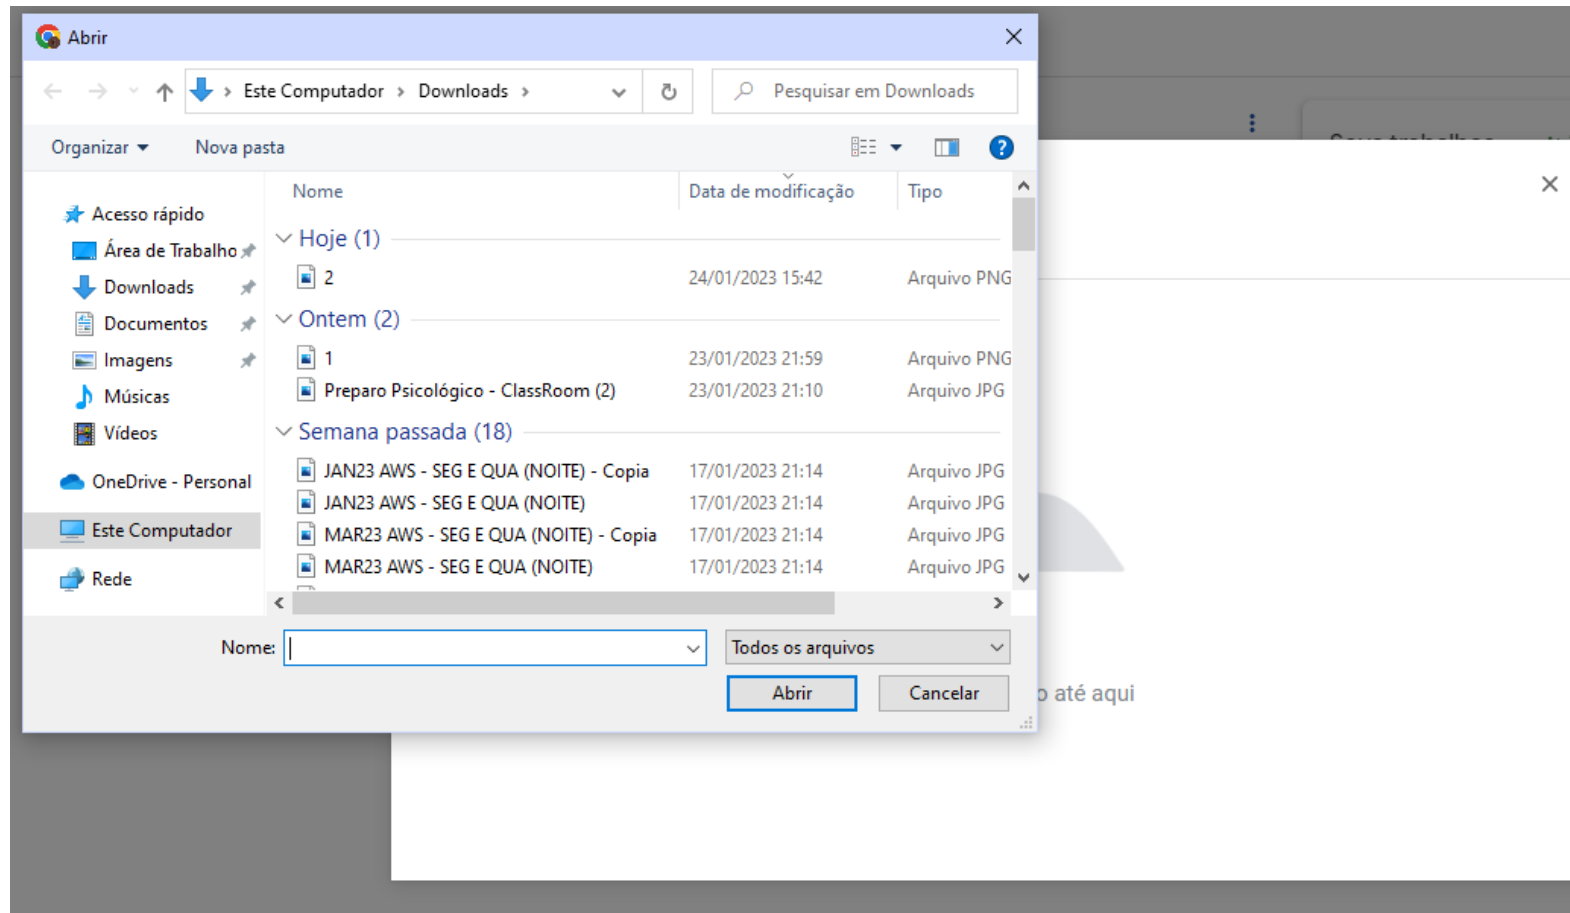 Abrir
Este Computador > Downloads >
Pesquisar em Downloads
Organizar
Nova pasta
?
Nome
Data de modificação
Tipo
Acesso rápido
Área de Trabalho
Downloads
Documentos
Imagens
Músicas
Vídeos
OneDrive - Personal
Este Computador
Rede
Hoje (1)
2 24/01/2023 15:42 Arquivo PNG
Ontem (2)
1 23/01/2023 21:59 Arquivo PNG
Preparo Psicológico - ClassRoom (2) 23/01/2023 21:10 Arquivo JPG
Semana passada (18)
JAN23 AWS - SEG E QUA (NOITE) - Copia 17/01/2023 21:14 Arquivo JPG
JAN23 AWS - SEG E QUA (NOITE) 17/01/2023 21:14 Arquivo JPG
MAR23 AWS - SEG E QUA (NOITE) - Copia 17/01/2023 21:14 Arquivo JPG
MAR23 AWS - SEG E QUA (NOITE) 17/01/2023 21:14 Arquivo JPG
Nome:
Todos os arquivos
Abrir
Cancelar
o até aqui